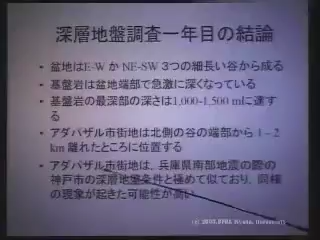 深層地盤調査一年目の結論
• 盆地はE-W か NE-SW 3つの細長い谷から成る
• 基盤岩は盆地端部で急激に深くなっている
• 基盤岩の最深部の深さは1,000-1,500 mに達す
る
• アダパザル市街地は北側の谷の端部から 1 – 2
km 離れたところに位置する
• アダパザル市街地は、兵庫県南部地震の際の
神戸市の深層地盤条件と極めて似ており、同様
の現象が起きた可能性が高い
(c) 2000, DPRI, Kyoto